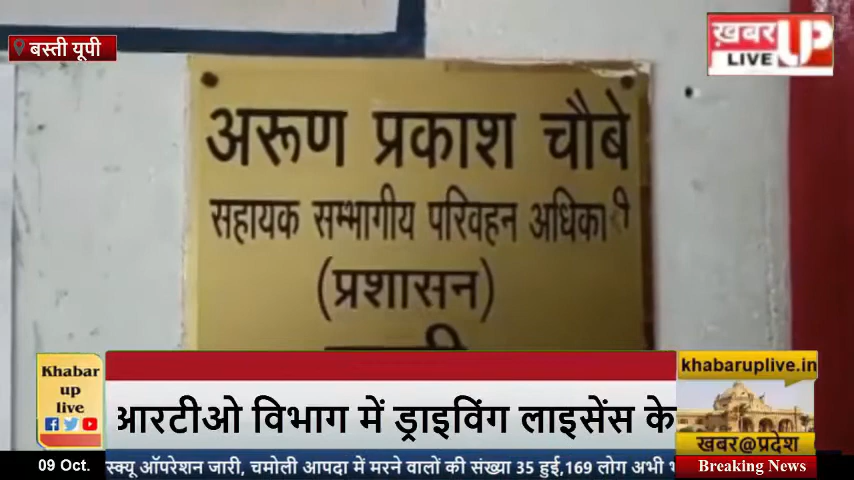 बस्ती यूपी
ख़बर UP
LIVE
अरूण प्रकाश चौबे
सहायक सम्भागीय परिवहन अधिकारी
(प्रशासन)
Khabar
up
live
khabaruplive.in
आरटीओ विभाग में ड्राइविंग लाइसेंस के
खबर@प्रदेश
09 Oct.
स्क्यू ऑपरेशन जारी, चमोली आपदा में मरने वालों की संख्या 35 हुई,169 लोग अभी
Breaking News